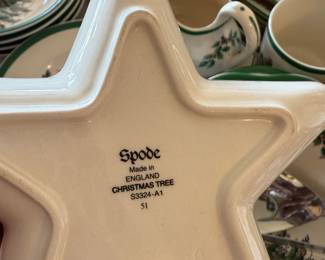 Spode
Made in
ENGLAND
CHRISTMAS TREE
S3324-A1
51